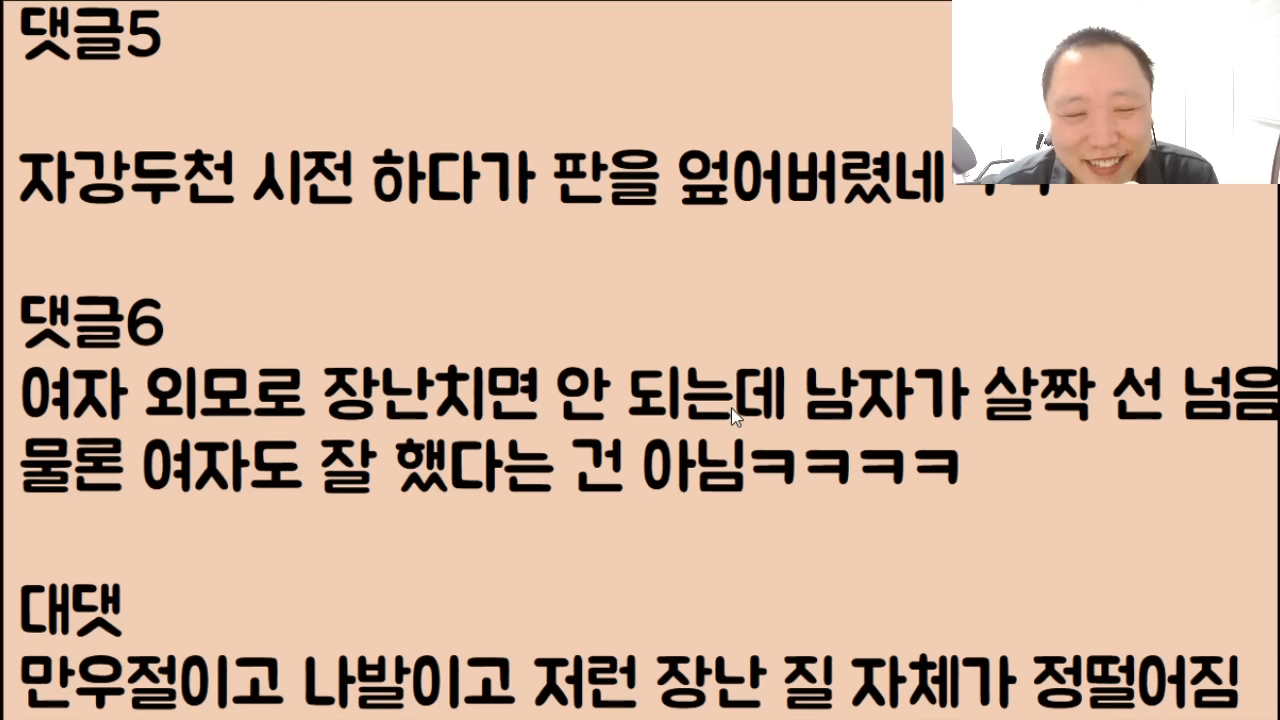 댓글5
자강두천 시전 하다가 판을 엎어버렸네
댓글6
여자 외모로 장난치면 안 되는데 남자가 살짝 선 넘음
물론 여자도 잘 했다는 건 아님ㅋㅋㅋㅋ
대댓
만우절이고 나발이고 저런 장난 질 자체가 정떨어짐